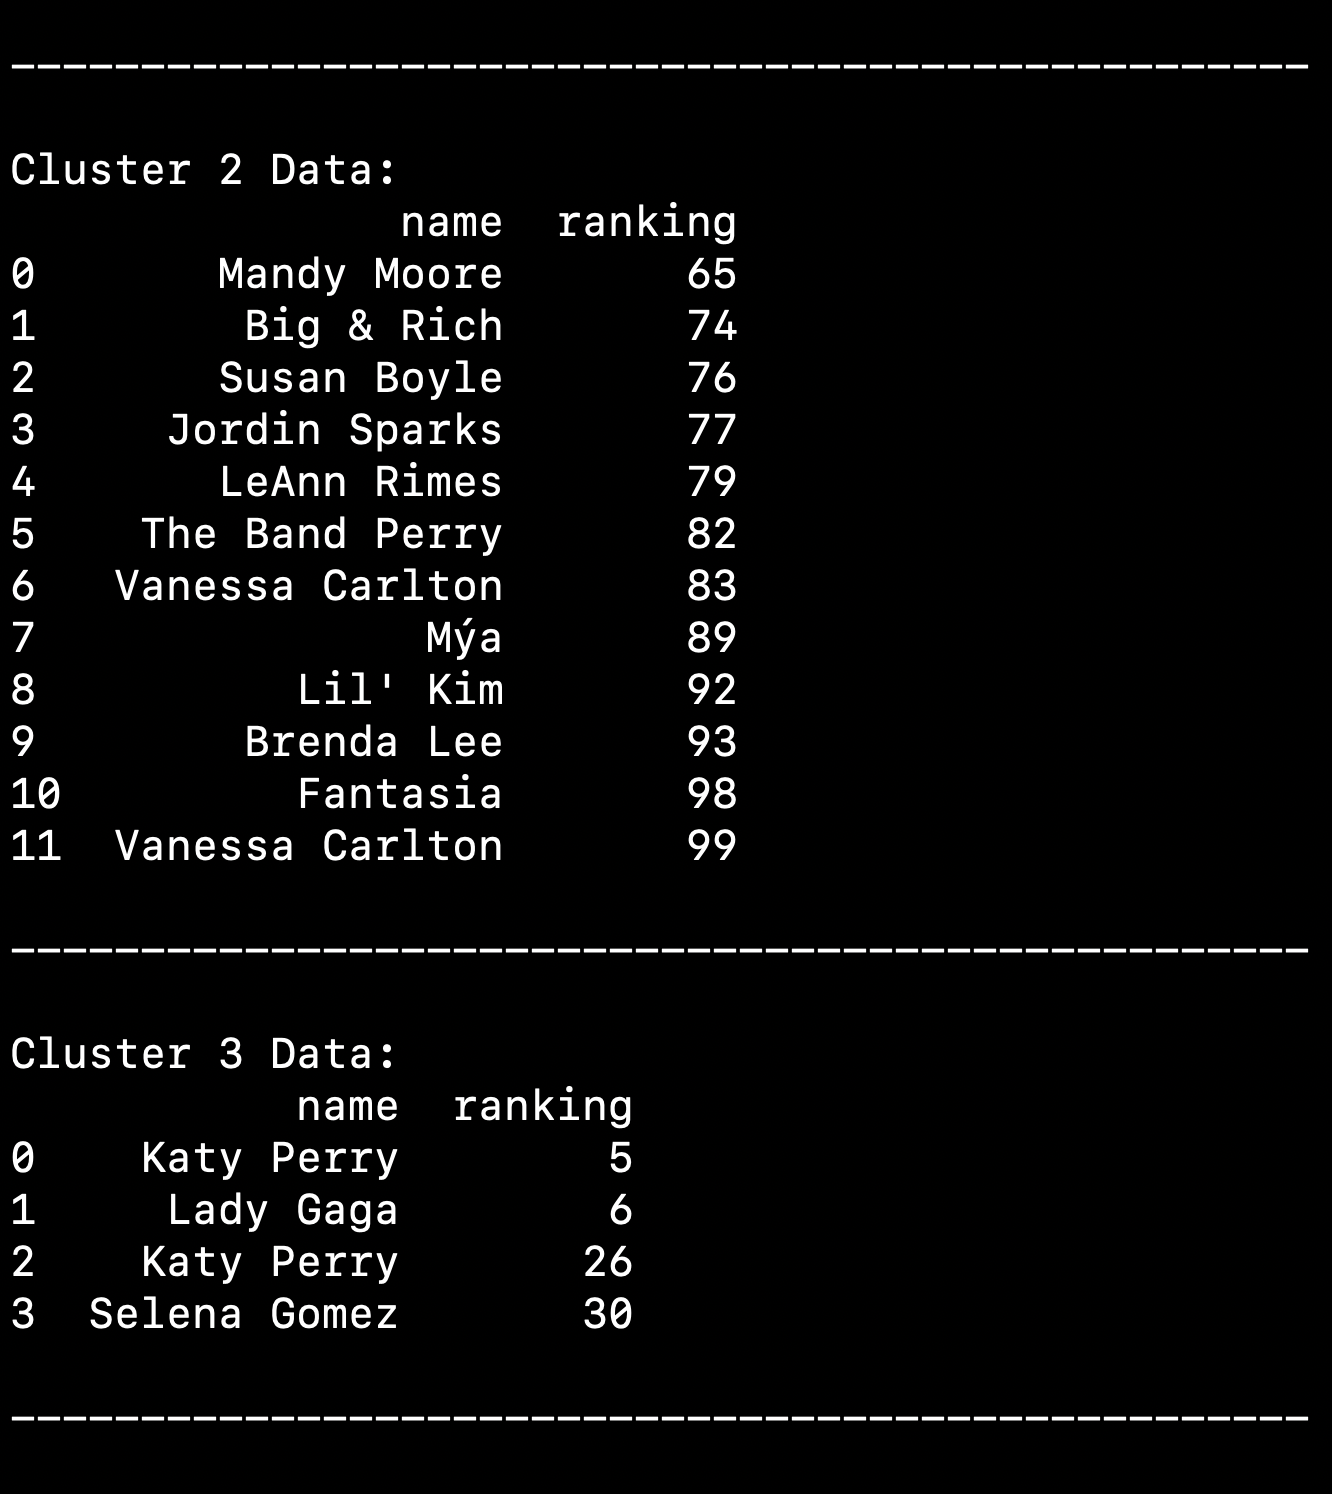 --------------------------------------------------
Cluster 2 Data:
name ranking
0 Mandy Moore 65
1 Big & Rich 74
2 Susan Boyle 76
3 Jordin Sparks 77
4 LeAnn Rimes 79
5 The Band Perry 82
6 Vanessa Carlton 83
7 Mýa 89
8 Lil' Kim 92
9 Brenda Lee 93
10 Fantasia 98
11 Vanessa Carlton 99
--------------------------------------------------
Cluster 3 Data:
name ranking
0 Katy Perry 5
1 Lady Gaga 6
2 Katy Perry 26
3 Selena Gomez 30
--------------------------------------------------